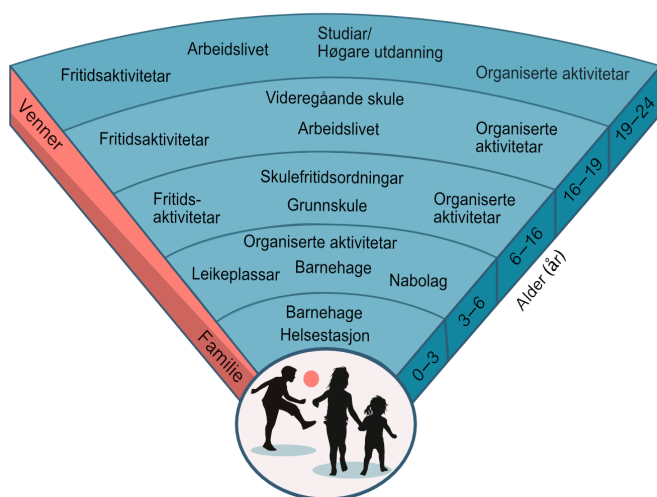 Studiar/
Høgare utdanning
Arbeidslivet
Fritidsaktivitetar
Organiserte aktivitetar
Videregåande skule
Arbeidslivet
Fritidsaktivitetar
Organiserte
aktivitetar
Skulefritidsordningar
Grunnskule
Fritids-
aktivitetar
Organiserte
aktivitetar
Organiserte aktivitetar
Barnehage
Leikeplassar
Nabolag
Barnehage
Helsestasjon
Venner
Familie
19–24
16–19
6–16
3–6
0–3
Alder (år)